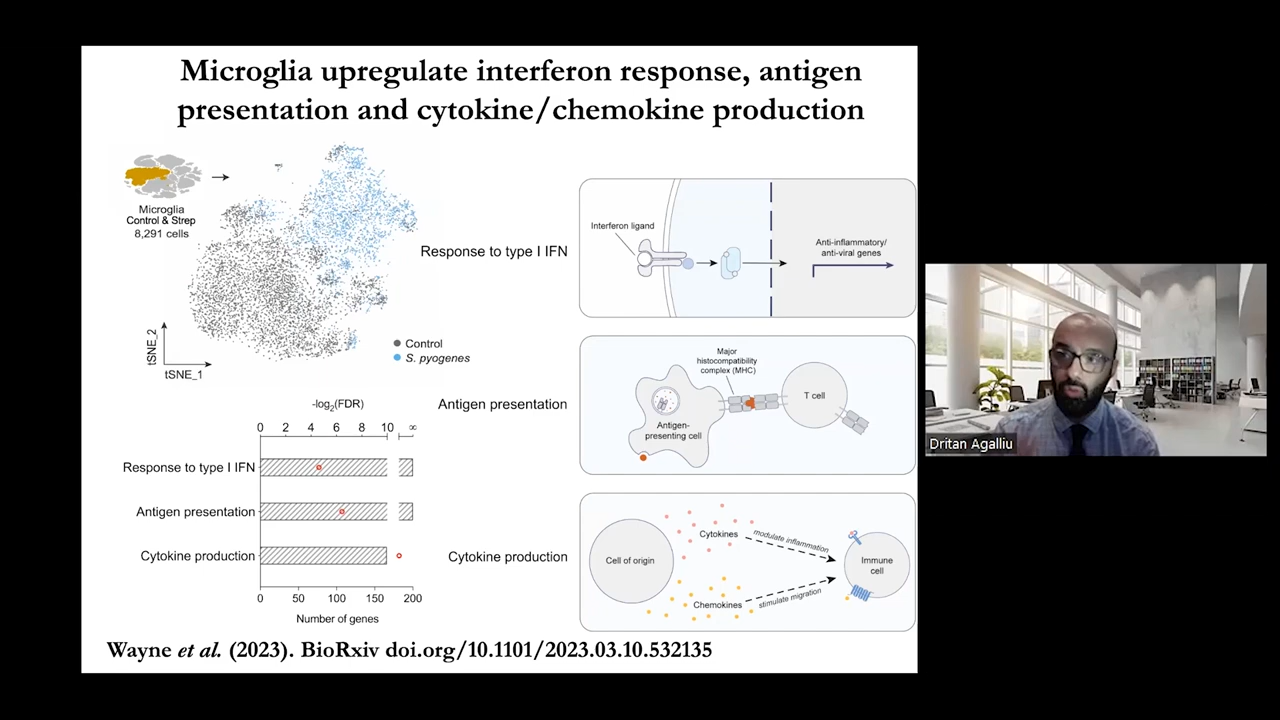 Microglia upregulate interferon response, antigen
presentation and cytokine/chemokine production
Microglia
Control & Strep
8,291 cells
tSNE_2
tSNE_1
Control
S. pyogenes
Response to type I IFN
Interferon ligand
Anti-inflammatory/
anti-viral genes
Antigen presentation
Major
histocompatibility
complex (MHC)
T cell
Antigen-
presenting cell
-log2(FDR)
0 2 4 6 8 10 ∞
Response to type I IFN
Antigen presentation
Cytokine production
0 50 100 150 200
Number of genes
Cytokine production
Cell of origin
Cytokines
modulate inflammation
Chemokines
stimulate migration
Immune
cell
Wayne et al. (2023). BioRxiv doi.org/10.1101/2023.03.10.532135
Dritan Agalliu